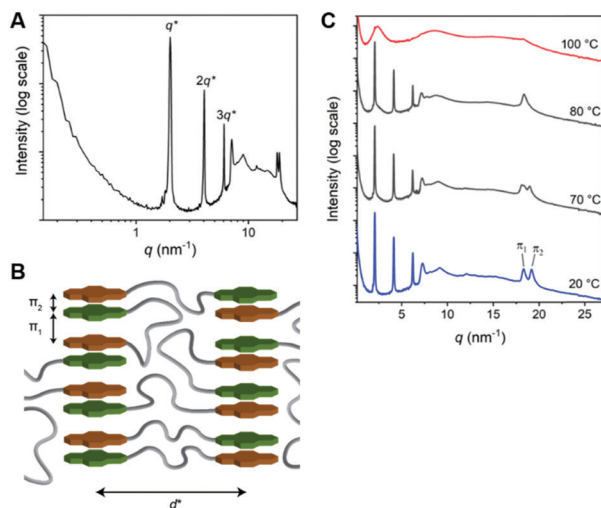 A
Intensity (log scale)
q*
2q*
3q*
1
10
q (nm⁻¹)
B
π₂
π₁
d*
C
Intensity (log scale)
100 °C
80 °C
70 °C
π₁ π₂
20 °C
5 10 15 20 25
q (nm⁻¹)